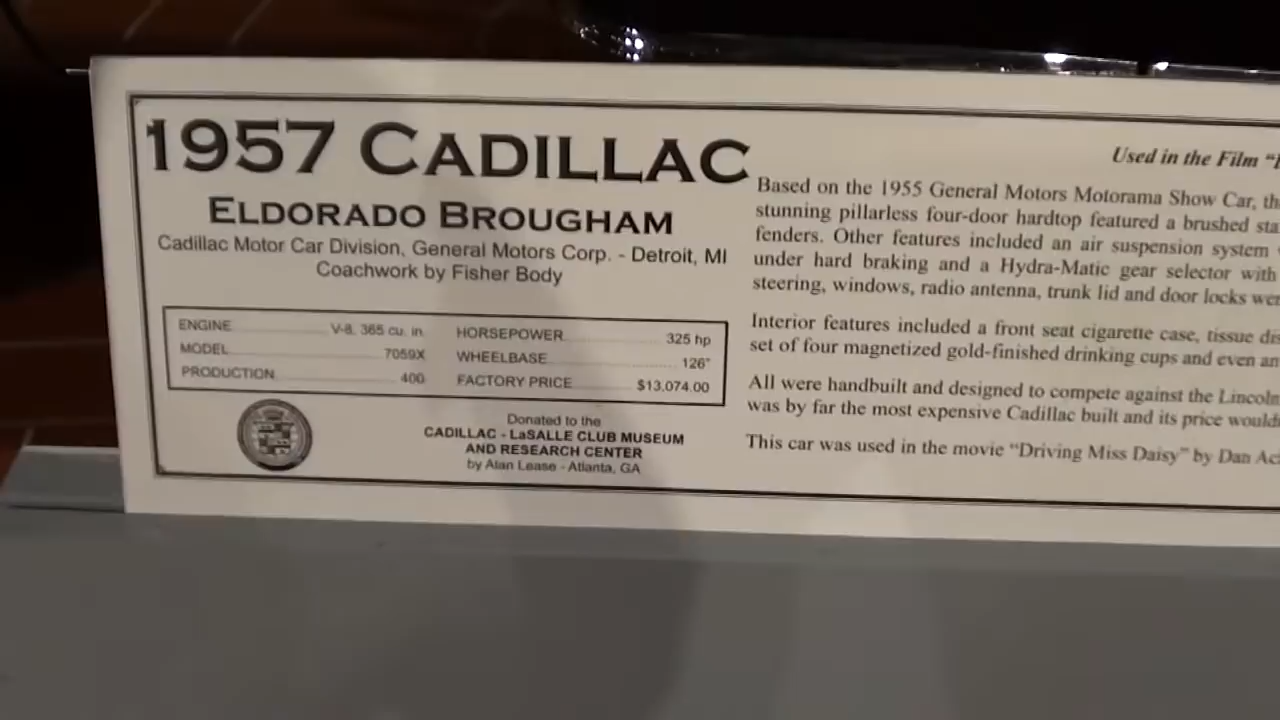 1957 CADILLAC
ELDORADO BROUGHAM
Cadillac Motor Car Division, General Motors Corp. - Detroit, MI
Coachwork by Fisher Body
ENGINE V-8, 365 cu. in.
MODEL 7059X
PRODUCTION 400
HORSEPOWER 325 hp
WHEELBASE 126"
FACTORY PRICE $13,074.00
Donated to the
CADILLAC - LaSALLE CLUB MUSEUM
AND RESEARCH CENTER
by Alan Lease - Atlanta, GA
Used in the Film
Based on the 1955 General Motors Motorama Show Car,
stunning pillarless four-door hardtop featured a brushed
fenders. Other features included an air suspension system
under hard braking and a Hydra-Matic gear selector with
steering, windows, radio antenna, trunk lid and door locks
Interior features included a front seat cigarette case, tissue
set of four magnetized gold-finished drinking cups and even an
All were handbuilt and designed to compete against the Lincoln
was by far the most expensive Cadillac built and its price
This car was used in the movie "Driving Miss Daisy" by Dan